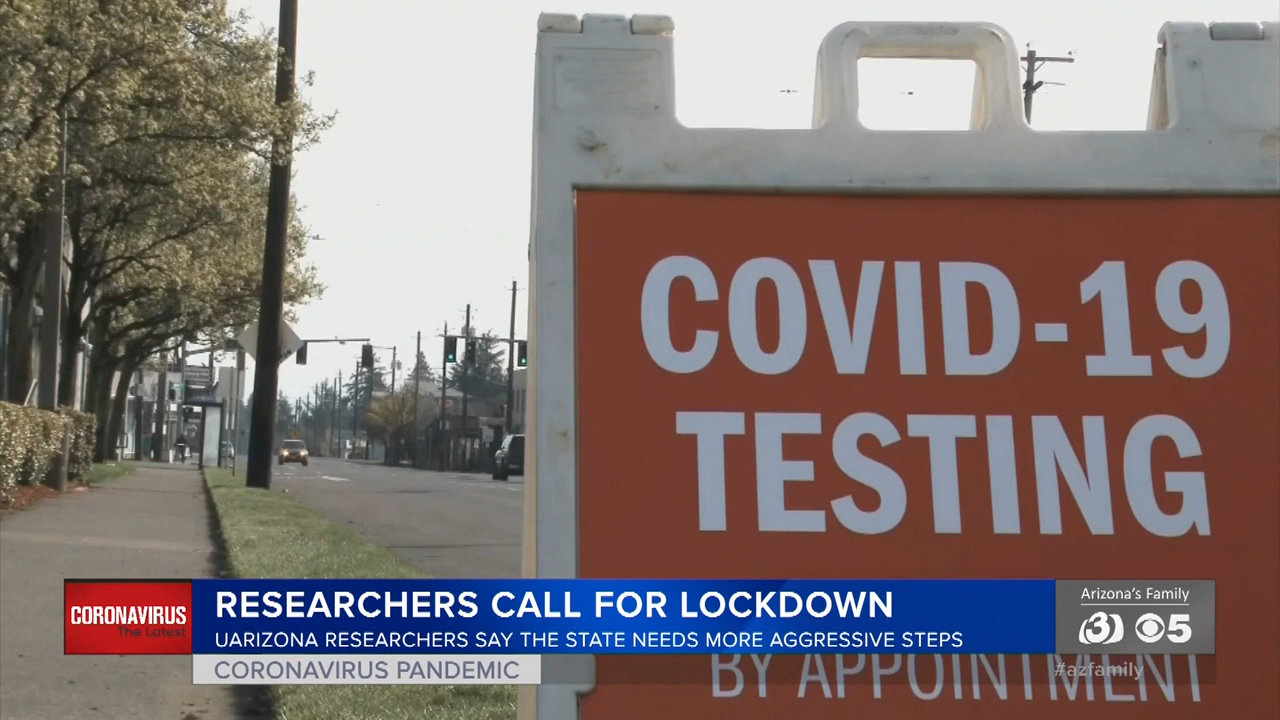 COVID-19
TESTING
BY APPOINTMENT
CORONAVIRUS
The Latest
RESEARCHERS CALL FOR LOCKDOWN
UARIZONA RESEARCHERS SAY THE STATE NEEDS MORE AGGRESSIVE STEPS
CORONAVIRUS PANDEMIC
Arizona's Family
3 5
#azfamily